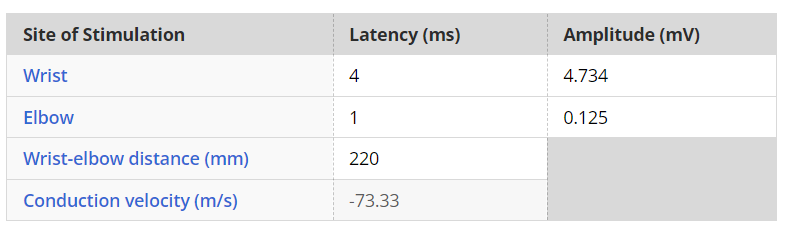 Site of Stimulation Latency (ms) Amplitude (mV)
Wrist 4 4.734
Elbow 1 0.125
Wrist-elbow distance (mm) 220
Conduction velocity (m/s) -73.33